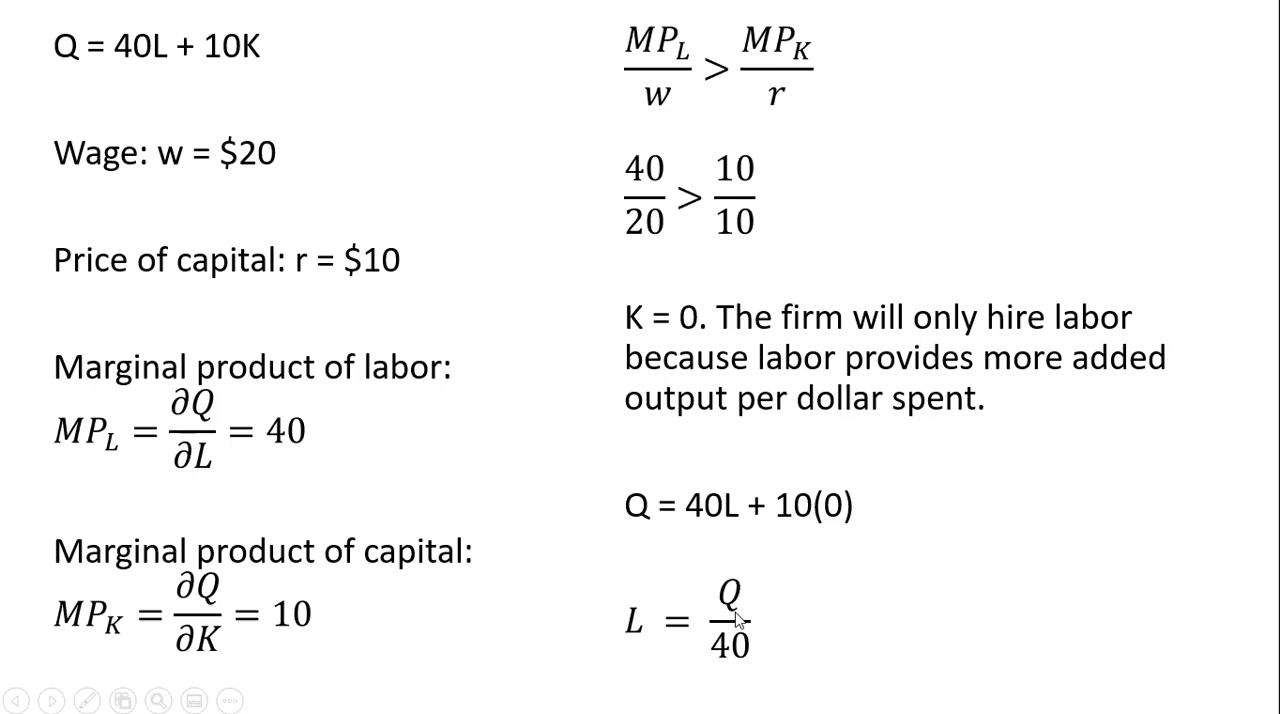 Q = 40L + 10K
Wage: w = $20
Price of capital: r = $10
Marginal product of labor:
MP_L = ∂Q/∂L = 40
Marginal product of capital:
MP_K = ∂Q/∂K = 10
MP_L/w > MP_K/r
40/20 > 10/10
K = 0. The firm will only hire labor
because labor provides more added
output per dollar spent.
Q = 40L + 10(0)
L = Q/40